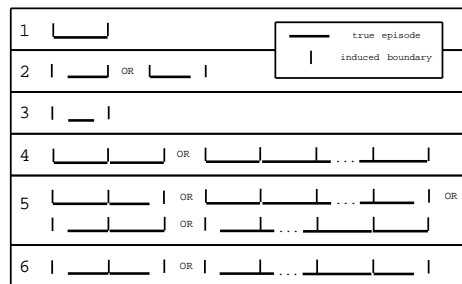 1
true episode
induced boundary
2 OR
3
4 OR ...
5 OR ... OR
OR ...
6 OR ...